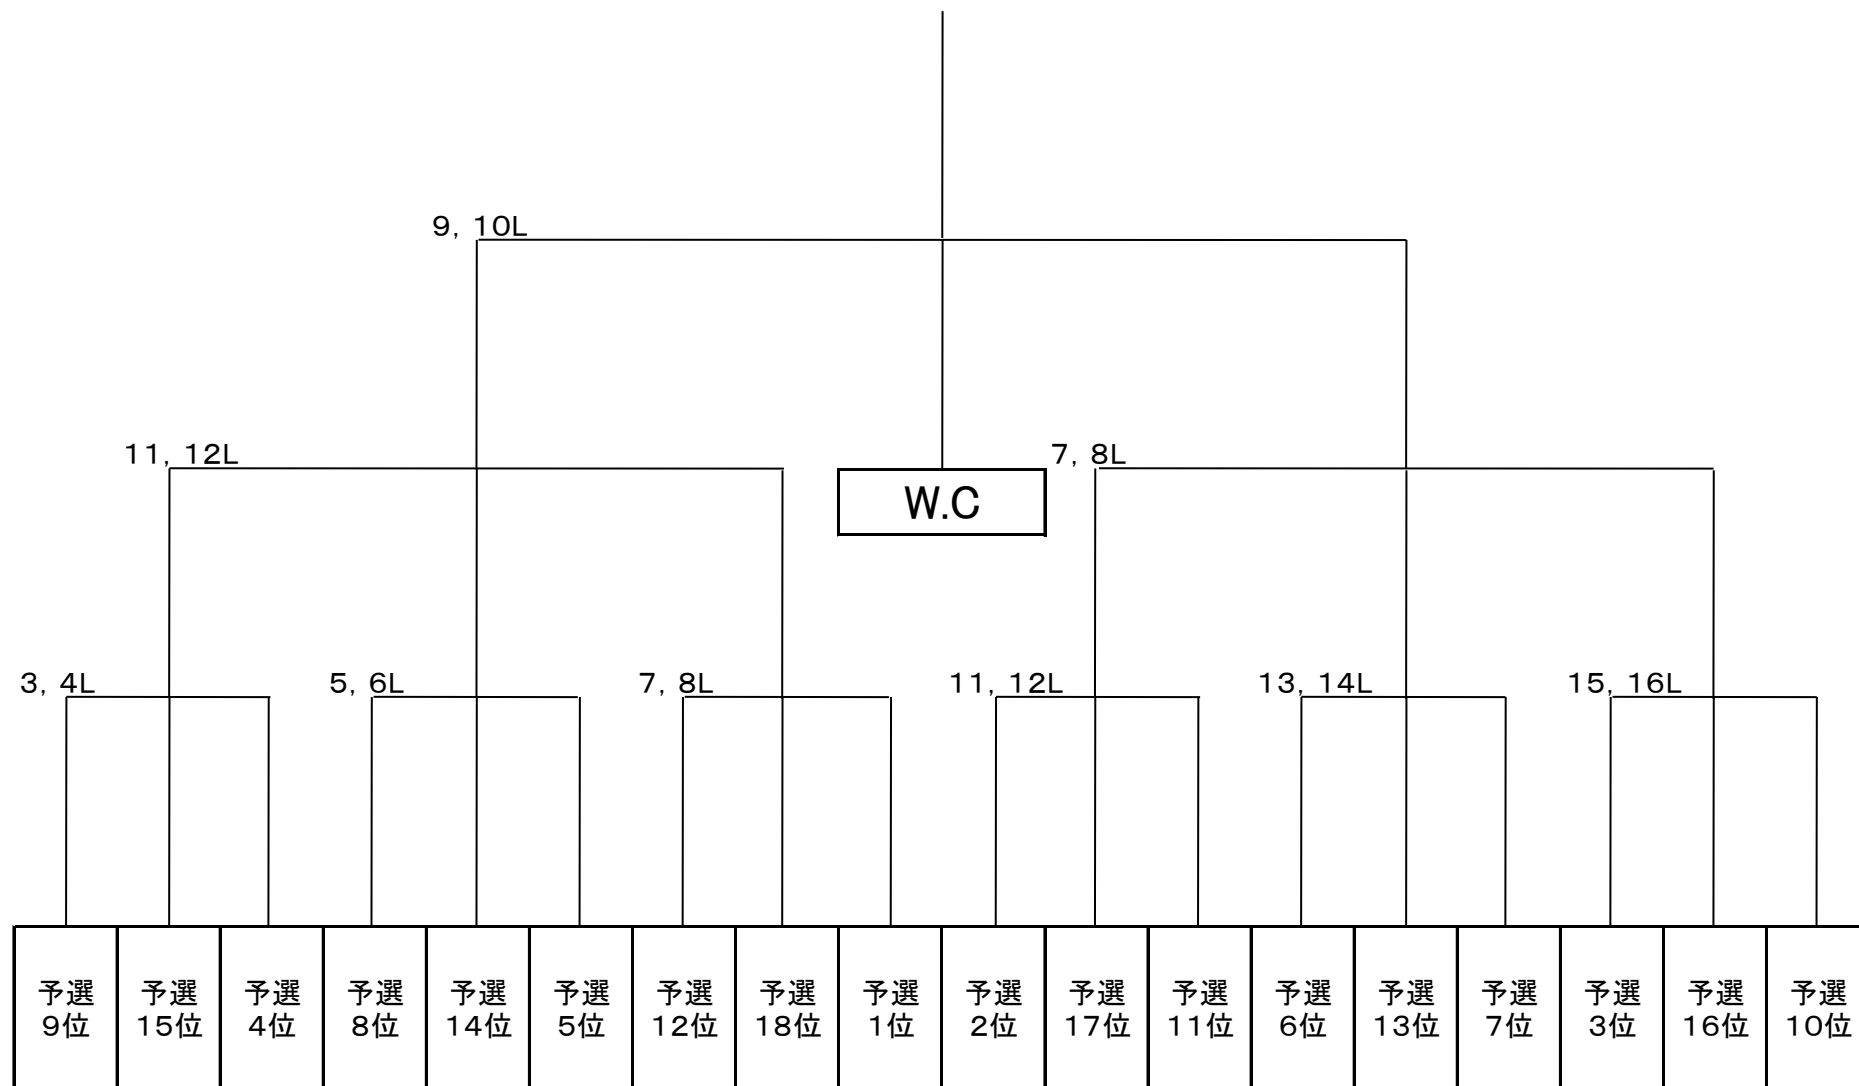 9, 10L
11, 12L
7, 8L
W.C
3, 4L
5, 6L
7, 8L
11, 12L
13, 14L
15, 16L
予選
9位
予選
15位
予選
4位
予選
8位
予選
14位
予選
5位
予選
12位
予選
18位
予選
1位
予選
2位
予選
17位
予選
11位
予選
6位
予選
13位
予選
7位
予選
3位
予選
16位
予選
10位